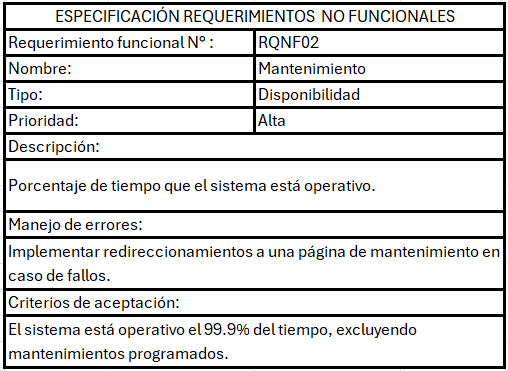 ESPECIFICACIÓN REQUERIMIENTOS NO FUNCIONALES
Requerimiento funcional N° : RQNF02
Nombre: Mantenimiento
Tipo: Disponibilidad
Prioridad: Alta
Descripción:
Porcentaje de tiempo que el sistema está operativo.
Manejo de errores:
Implementar redireccionamientos a una página de mantenimiento en
caso de fallos.
Criterios de aceptación:
El sistema está operativo el 99.9% del tiempo, excluyendo
mantenimientos programados.